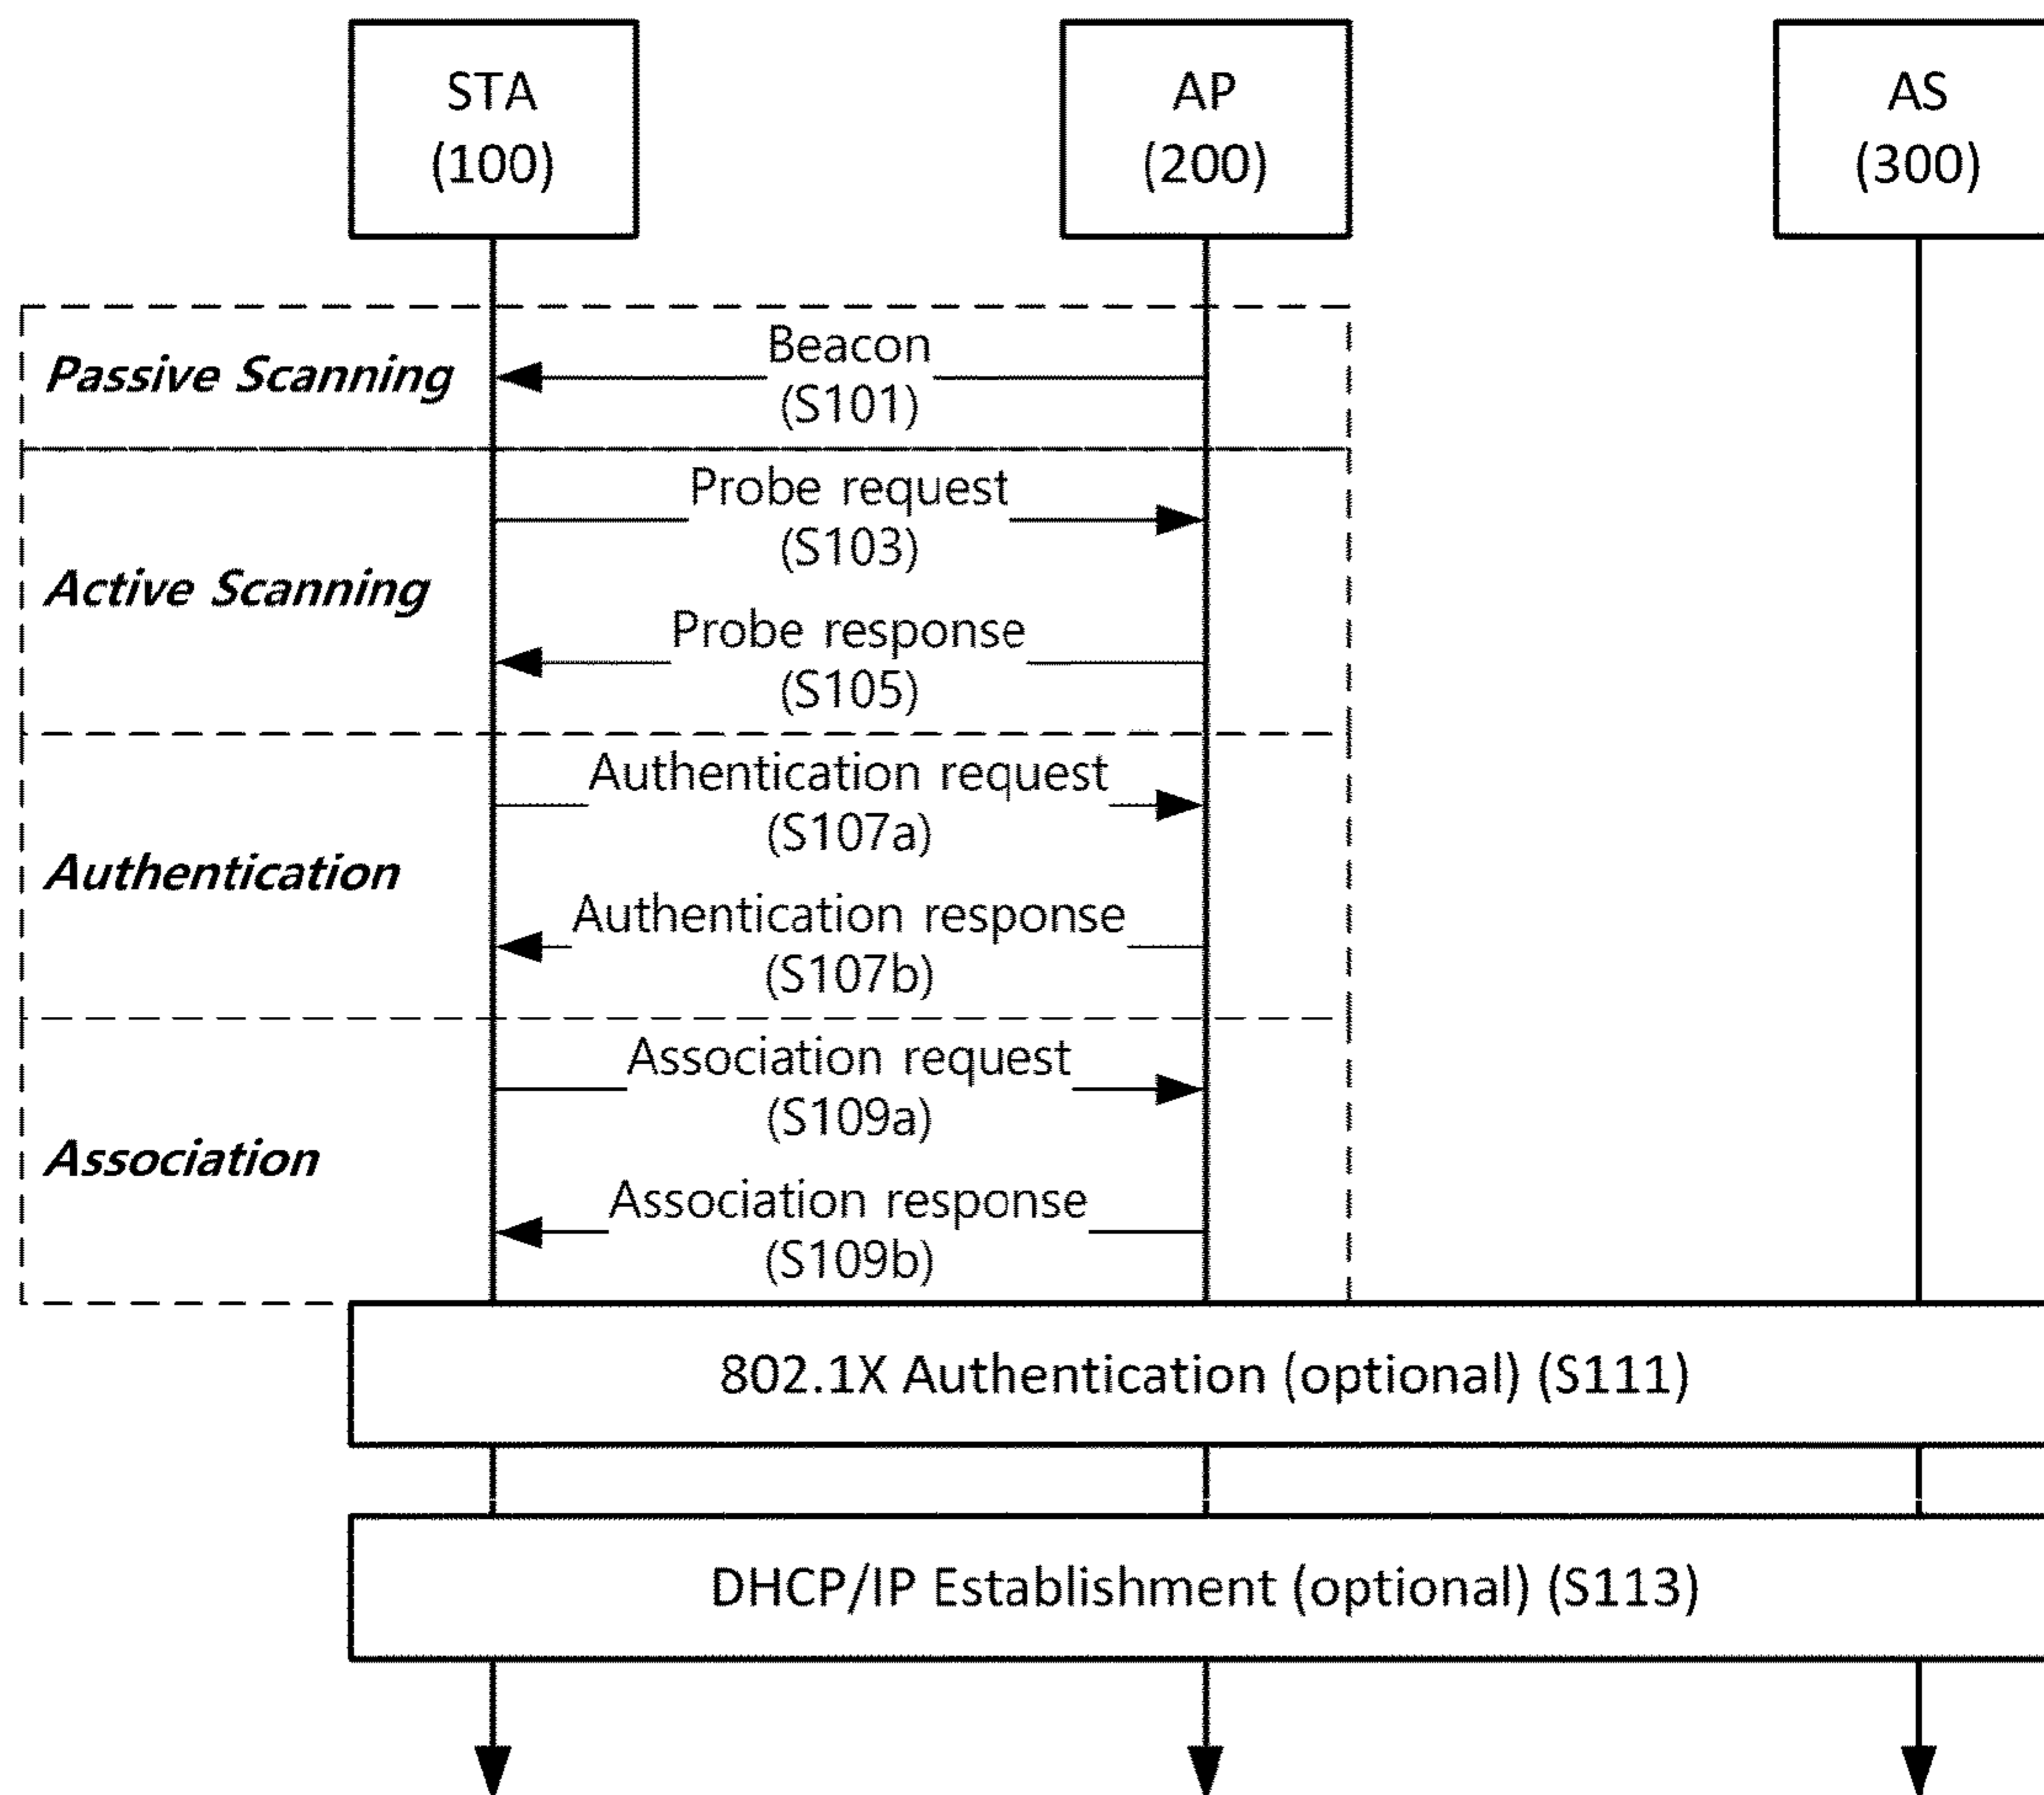 STA
(100)
AP
(200)
AS
(300)
Passive Scanning
Beacon
(S101)
Active Scanning
Probe request
(S103)
Probe response
(S105)
Authentication
Authentication request
(S107a)
Authentication response
(S107b)
Association
Association request
(S109a)
Association response
(S109b)
802.1X Authentication (optional) (S111)
DHCP/IP Establishment (optional) (S113)